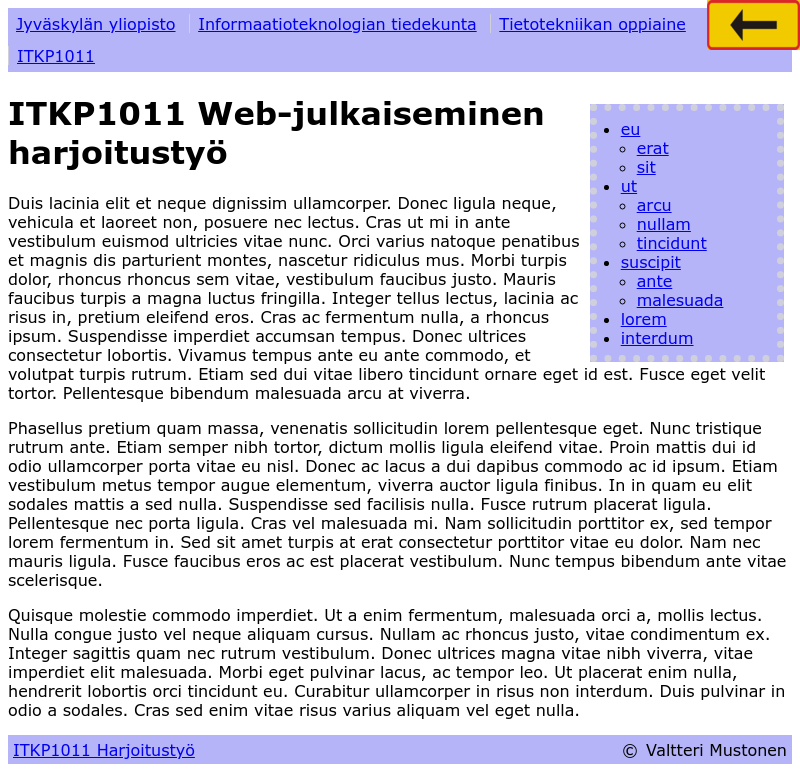 Jyväskylän yliopisto Informaatioteknologian tiedekunta Tietotekniikan oppiaine
ITKP1011
ITKP1011 Web-julkaiseminen
harjoitustyö
eu
erat
sit
ut
arcu
nullam
tincidunt
suscipit
ante
malesuada
lorem
interdum
Duis lacinia elit et neque dignissim ullamcorper. Donec ligula neque,
vehicula et laoreet non, posuere nec lectus. Cras ut mi in ante
vestibulum euismod ultricies vitae nunc. Orci varius natoque penatibus
et magnis dis parturient montes, nascetur ridiculus mus. Morbi turpis
dolor, rhoncus rhoncus sem vitae, vestibulum faucibus justo. Mauris
faucibus turpis a magna luctus fringilla. Integer tellus lectus, lacinia ac
risus in, pretium eleifend eros. Cras ac fermentum nulla, a rhoncus
ipsum. Suspendisse imperdiet accumsan tempus. Donec ultrices
consectetur lobortis. Vivamus tempus ante eu ante commodo, et
volutpat turpis rutrum. Etiam sed dui vitae libero tincidunt ornare eget id est. Fusce eget velit
tortor. Pellentesque bibendum malesuada arcu at viverra.
Phasellus pretium quam massa, venenatis sollicitudin lorem pellentesque eget. Nunc tristique
rutrum ante. Etiam semper nibh tortor, dictum mollis ligula eleifend vitae. Proin mattis dui id
odio ullamcorper porta vitae eu nisl. Donec ac lacus a dui dapibus commodo ac id ipsum. Etiam
vestibulum metus tempor augue elementum, viverra auctor ligula finibus. In in quam eu elit
sodales mattis a sed nulla. Suspendisse sed facilisis nulla. Fusce rutrum placerat ligula.
Pellentesque nec porta ligula. Cras vel malesuada mi. Nam sollicitudin porttitor ex, sed tempor
lorem fermentum in. Sed sit amet turpis at erat consectetur porttitor vitae eu dolor. Nam nec
mauris ligula. Fusce faucibus eros ac est placerat vestibulum. Nunc tempus bibendum ante vitae
scelerisque.
Quisque molestie commodo imperdiet. Ut a enim fermentum, malesuada orci a, mollis lectus.
Nulla congue justo vel neque aliquam cursus. Nullam ac rhoncus justo, vitae condimentum ex.
Integer sagittis quam nec rutrum vestibulum. Donec ultrices magna vitae nibh viverra, vitae
imperdiet elit malesuada. Morbi eget pulvinar lacus, ac tempor leo. Ut placerat enim nulla,
hendrerit lobortis orci tincidunt eu. Curabitur ullamcorper in risus non interdum. Duis pulvinar in
odio a sodales. Cras sed enim vitae risus varius aliquam vel eget nulla.
ITKP1011 Harjoitustyö © Valtteri Mustonen